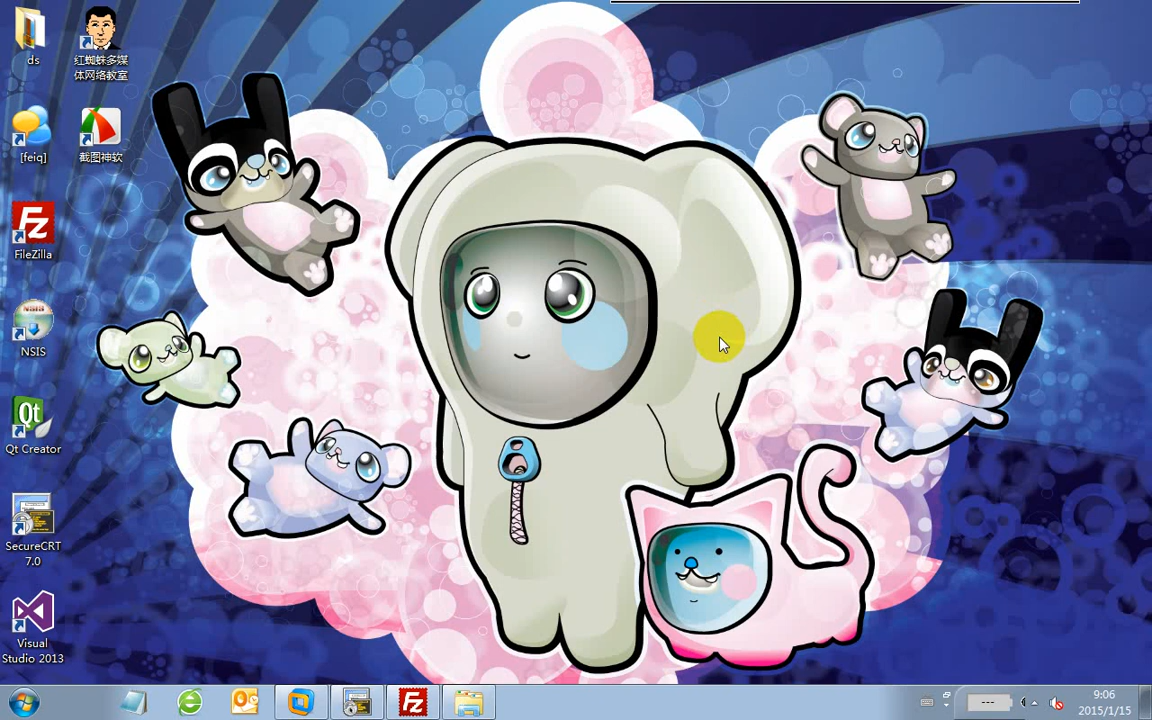 ds
红蜘蛛多媒
体网络教室
[feiq]
截图神软
FileZilla
NSIS
Qt Creator
SecureCRT
7.0
Visual
Studio 2013
9:06
2015/1/15
---